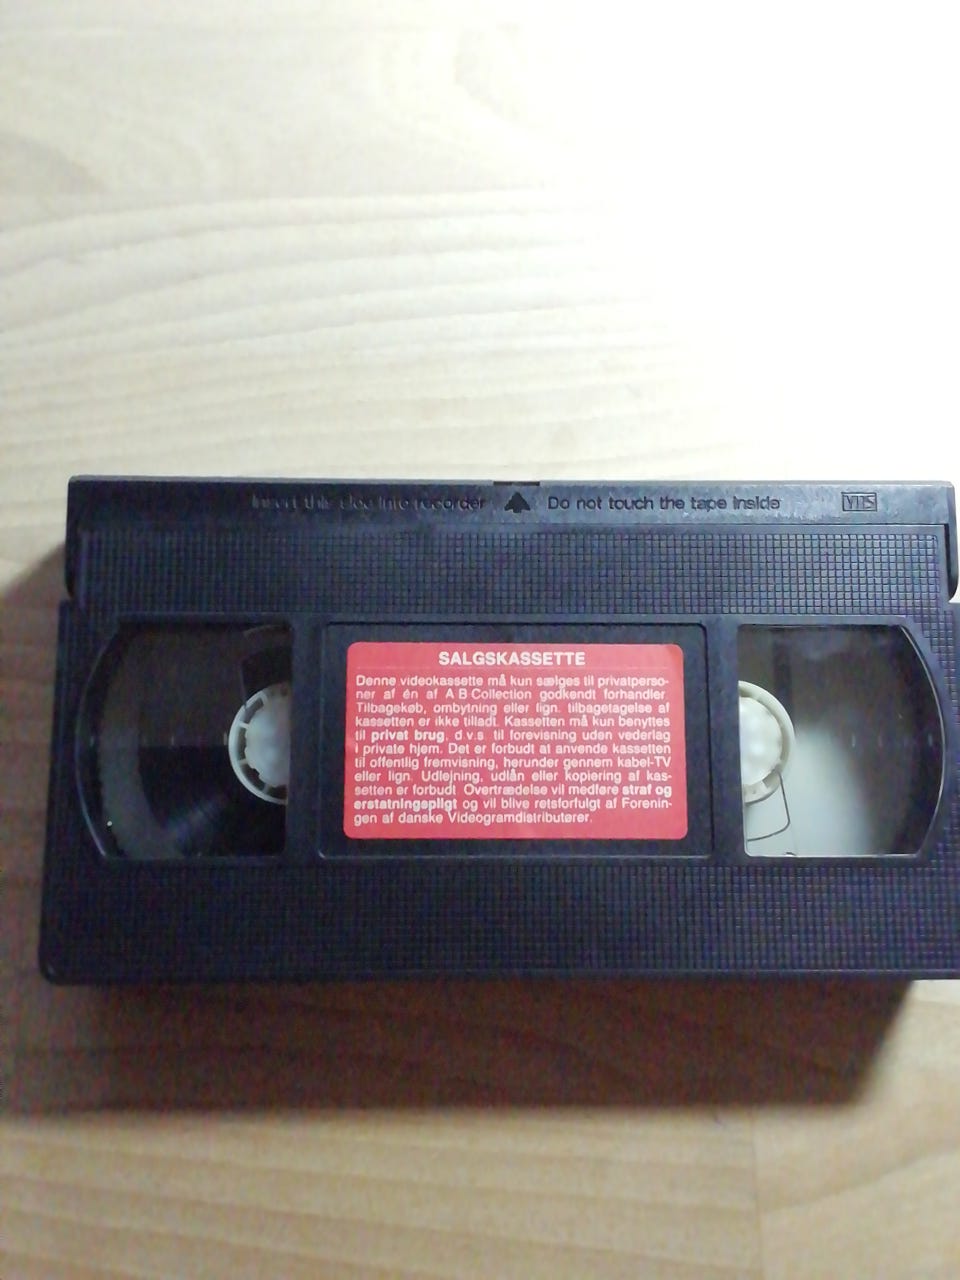 Insert this side into recorder Do not touch the tape inside VHS
SALGSKASSETTE
Denne videokassette må kun sælges til privatperso-
ner af én af A B Collection godkendt forhandler
Tilbagekøb, ombytning eller lign. tilbagetagelse af
kassetten er ikke tilladt. Kassetten må kun benyttes
til privat brug, d.v.s. til forevisning uden vederlag
i private hjem. Det er forbudt at anvende kassetten
til offentlig fremvisning, herunder gennem kabel-TV
eller lign. Udlejning, udlån eller kopiering af kas-
setten er forbudt. Overtrædelse vil medføre straf og
erstatningspligt og vil blive retsforfulgt af Forenin-
gen af danske Videogramdistributører.